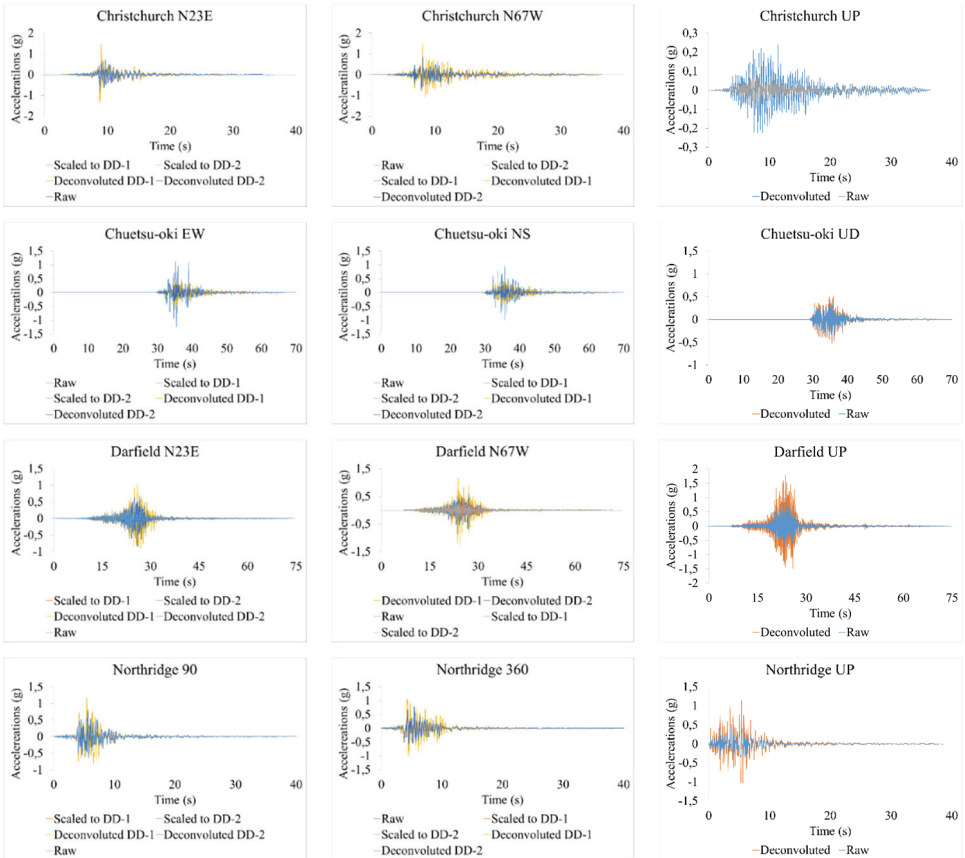 Christchurch N23E
Accelerations (g)
2
1
0
-1
-2
0 10 20 30 40
Time (s)
Scaled to DD-1 Scaled to DD-2
Deconvoluted DD-1 Deconvoluted DD-2
Raw
Christchurch N67W
Accelerations (g)
2
1
0
-1
-2
0 10 20 30 40
Time (s)
Raw Scaled to DD-2
Scaled to DD-1 Deconvoluted DD-1
Deconvoluted DD-2
Christchurch UP
Accelerations (g)
0,3
0,2
0,1
0
-0,1
-0,2
-0,3
0 10 20 30 40
Time (s)
Deconvoluted Raw
Chuetsu-oki EW
Accelerations (g)
1,5
1
0,5
0
-0,5
-1
-1,5
0 10 20 30 40 50 60 70
Time (s)
Raw Scaled to DD-1
Scaled to DD-2 Deconvoluted DD-1
Deconvoluted DD-2
Chuetsu-oki NS
Accelerations (g)
1,5
1
0,5
0
-0,5
-1
-1,5
0 10 20 30 40 50 60 70
Time (s)
Raw Scaled to DD-1
Scaled to DD-2 Deconvoluted DD-1
Deconvoluted DD-2
Chuetsu-oki UD
Accelerations (g)
1,5
1
0,5
0
-0,5
-1
0 10 20 30 40 50 60 70
Time (s)
Deconvoluted Raw
Darfield N23E
Accelerations (g)
1,5
1
0,5
0
-0,5
-1
0 15 30 45 60 75
Time (s)
Scaled to DD-1 Scaled to DD-2
Deconvoluted DD-1 Deconvoluted DD-2
Raw
Darfield N67W
Accelerations (g)
1,5
0,5
-0,5
-1,5
0 15 30 45 60 75
Time (s)
Deconvoluted DD-1 Deconvoluted DD-2
Raw Scaled to DD-1
Scaled to DD-2
Darfield UP
Accelerations (g)
2
1,5
1
0,5
0
-0,5
-1
-1,5
-2
0 15 30 45 60 75
Time (s)
Deconvoluted Raw
Northridge 90
Accelerations (g)
1,5
1
0,5
0
-0,5
-1
0 10 20 30 40
Time (s)
Scaled to DD-1 Scaled to DD-2
Deconvoluted DD-1 Deconvoluted DD-2
Raw
Northridge 360
Accelerations (g)
1,5
1
0,5
0
-0,5
-1
-1,5
0 10 20 30 40
Time (s)
Raw Scaled to DD-1
Scaled to DD-2 Deconvoluted DD-1
Deconvoluted DD-2
Northridge UP
Accelerations (g)
1,5
1
0,5
0
-0,5
-1
-1,5
0 10 20 30 40
Time (s)
Deconvoluted Raw